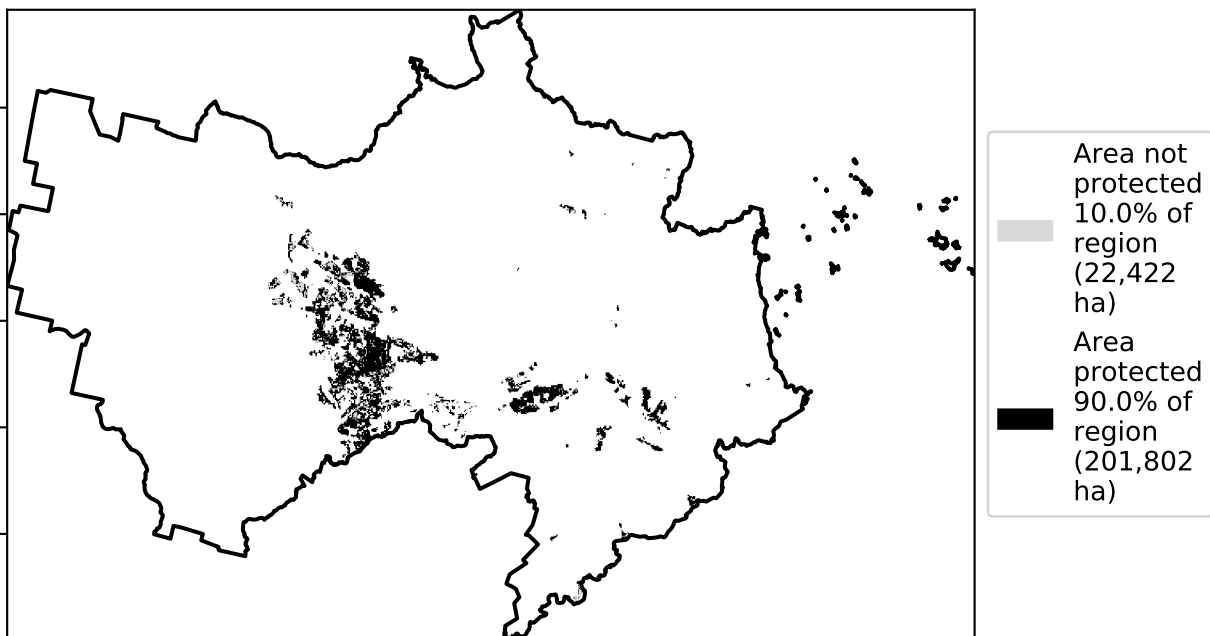 Area not
protected
10.0% of
region
(22,422
ha)
Area
protected
90.0% of
region
(201,802
ha)